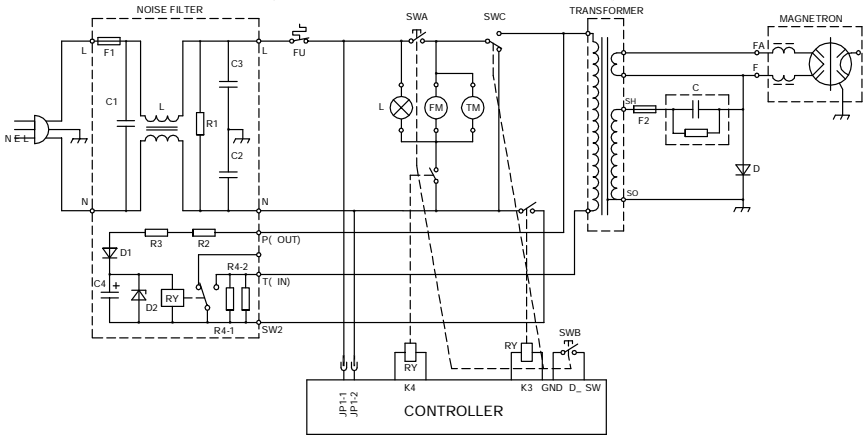 NOISE FILTER
SWA
SWC
TRANSFORMER
MAGNETRON
L
F1
L
FU
FA
F
C3
C1
L
R1
L
FM
TM
SH
C
F2
N E L
C2
D
N
N
SO
R3
R2
P( OUT)
D1
R4-2
T( IN)
C4
+
D2
RY
R4-1
SW2
SWB
RY
RY
K4
K3
GND
D_ SW
JP1-1
JP1-2
CONTROLLER